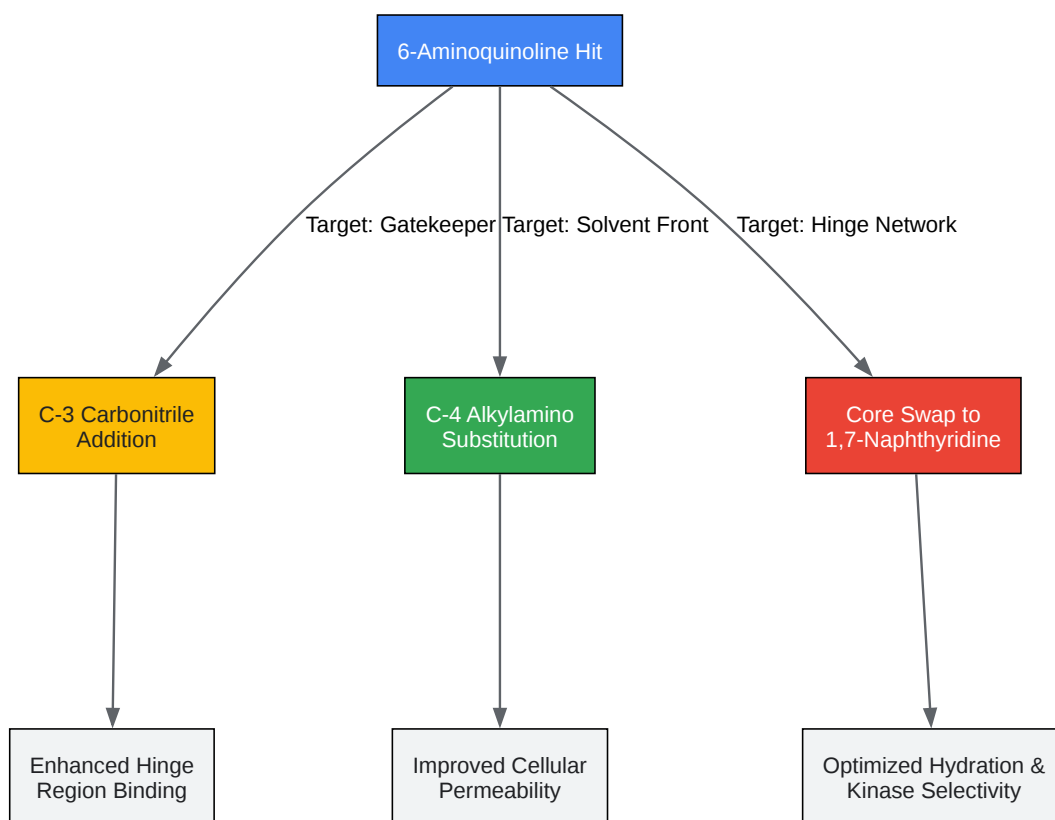 6-Aminoquinoline Hit
Target: Gatekeeper
Target: Solvent Front
Target: Hinge Network
C-3 Carbonitrile
Addition
C-4 Alkylamino
Substitution
Core Swap to
1,7-Naphthyridine
Enhanced Hinge
Region Binding
Improved Cellular
Permeability
Optimized Hydration &
Kinase Selectivity